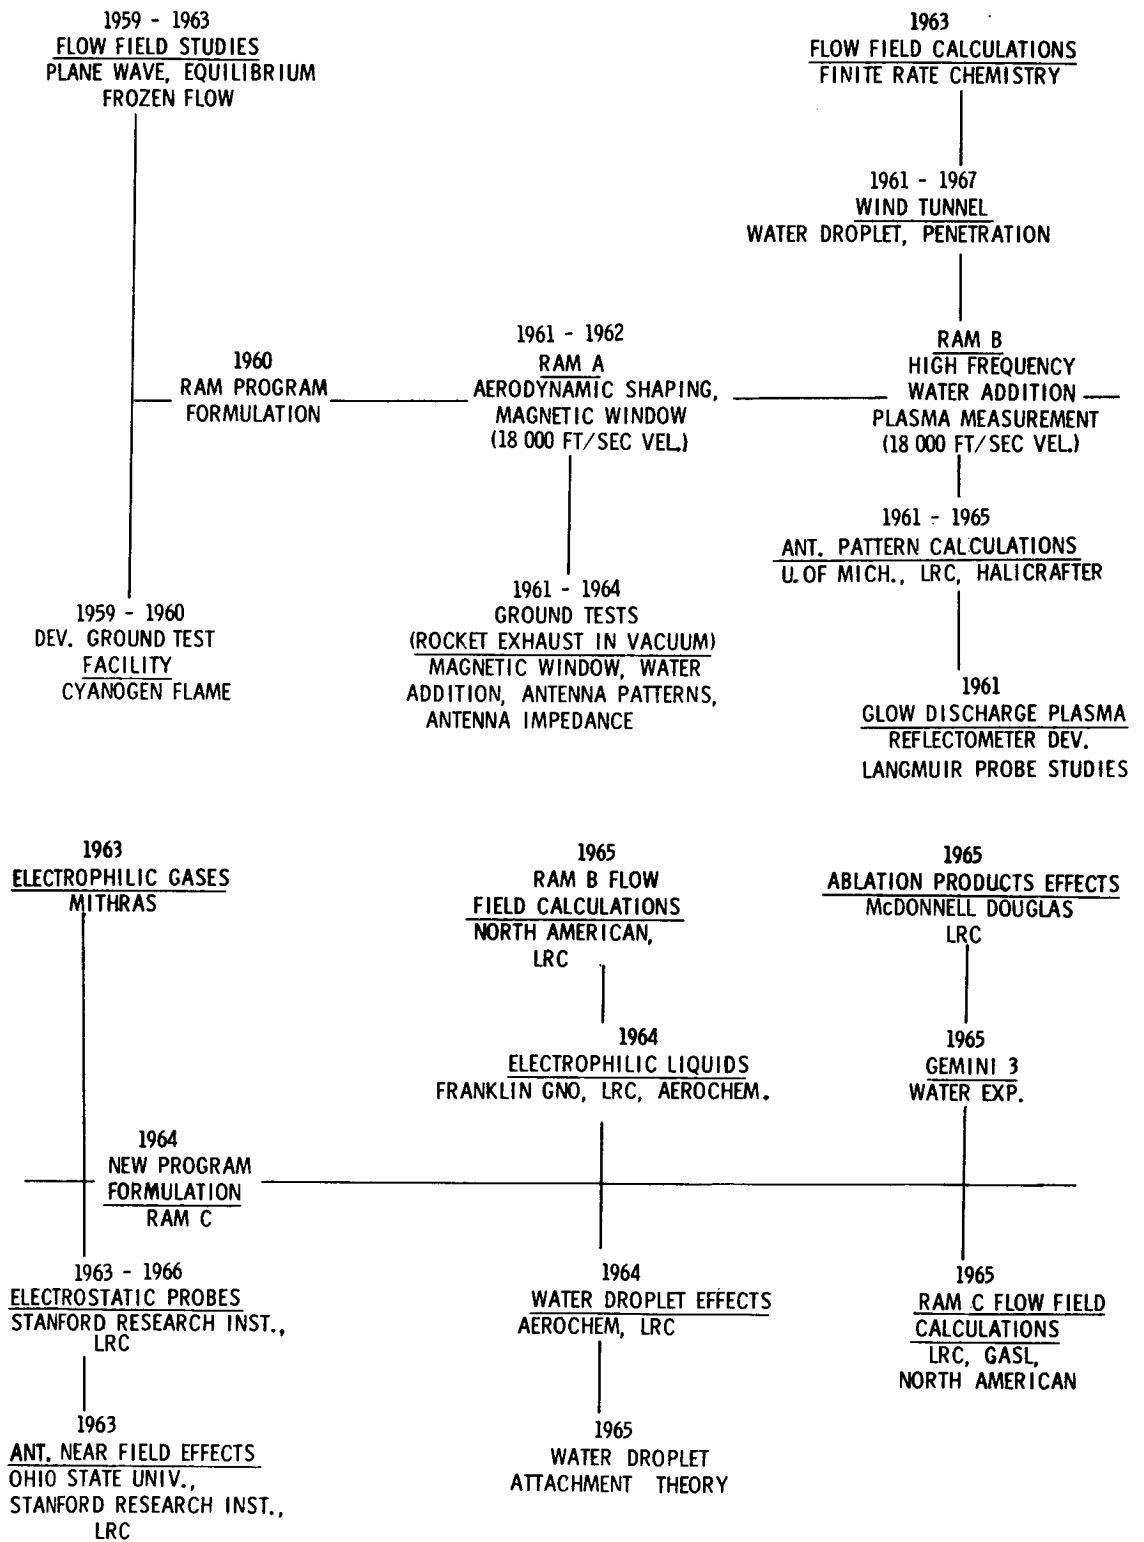 1959 - 1963
FLOW FIELD STUDIES
PLANE WAVE, EQUILIBRIUM
FROZEN FLOW
1963
FLOW FIELD CALCULATIONS
FINITE RATE CHEMISTRY
1961 - 1967
WIND TUNNEL
WATER DROPLET, PENETRATION
1960
RAM PROGRAM
FORMULATION
1961 - 1962
RAM A
AERODYNAMIC SHAPING,
MAGNETIC WINDOW
(18 000 FT/SEC VEL.)
RAM B
HIGH FREQUENCY
WATER ADDITION
PLASMA MEASUREMENT
(18 000 FT/SEC VEL.)
1959 - 1960
DEV. GROUND TEST
FACILITY
CYANOGEN FLAME
1961 - 1964
GROUND TESTS
(ROCKET EXHAUST IN VACUUM)
MAGNETIC WINDOW, WATER
ADDITION, ANTENNA PATTERNS,
ANTENNA IMPEDANCE
1961 - 1965
ANT. PATTERN CALCULATIONS
U. OF MICH., LRC, HALICRAFTER
1961
GLOW DISCHARGE PLASMA
REFLECTOMETER DEV.
LANGMUIR PROBE STUDIES
1963
ELECTROPHILIC GASES
MITHRAS
1965
RAM B FLOW
FIELD CALCULATIONS
NORTH AMERICAN,
LRC
1965
ABLATION PRODUCTS EFFECTS
McDONNELL DOUGLAS
LRC
1964
ELECTROPHILIC LIQUIDS
FRANKLIN GNO, LRC, AEROCHEM.
1965
GEMINI 3
WATER EXP.
1964
NEW PROGRAM
FORMULATION
RAM C
1963 - 1966
ELECTROSTATIC PROBES
STANFORD RESEARCH INST.,
LRC
1964
WATER DROPLET EFFECTS
AEROCHEM, LRC
1965
RAM C FLOW FIELD
CALCULATIONS
LRC, GASL,
NORTH AMERICAN
1963
ANT. NEAR FIELD EFFECTS
OHIO STATE UNIV.,
STANFORD RESEARCH INST.,
LRC
1965
WATER DROPLET
ATTACHMENT THEORY